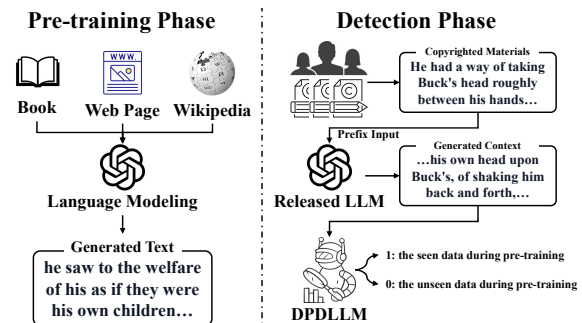 Pre-training Phase
WWW.
Book
Web Page
Wikipedia
Language Modeling
Generated Text
he saw to the welfare
of his as if they were
his own children…
Detection Phase
Copyrighted Materials
He had a way of taking
Buck's head roughly
between his hands…
Prefix Input
Released LLM
Generated Context
…his own head upon
Buck's, of shaking him
back and forth,…
DPDLLM
1: the seen data during pre-training
0: the unseen data during pre-training